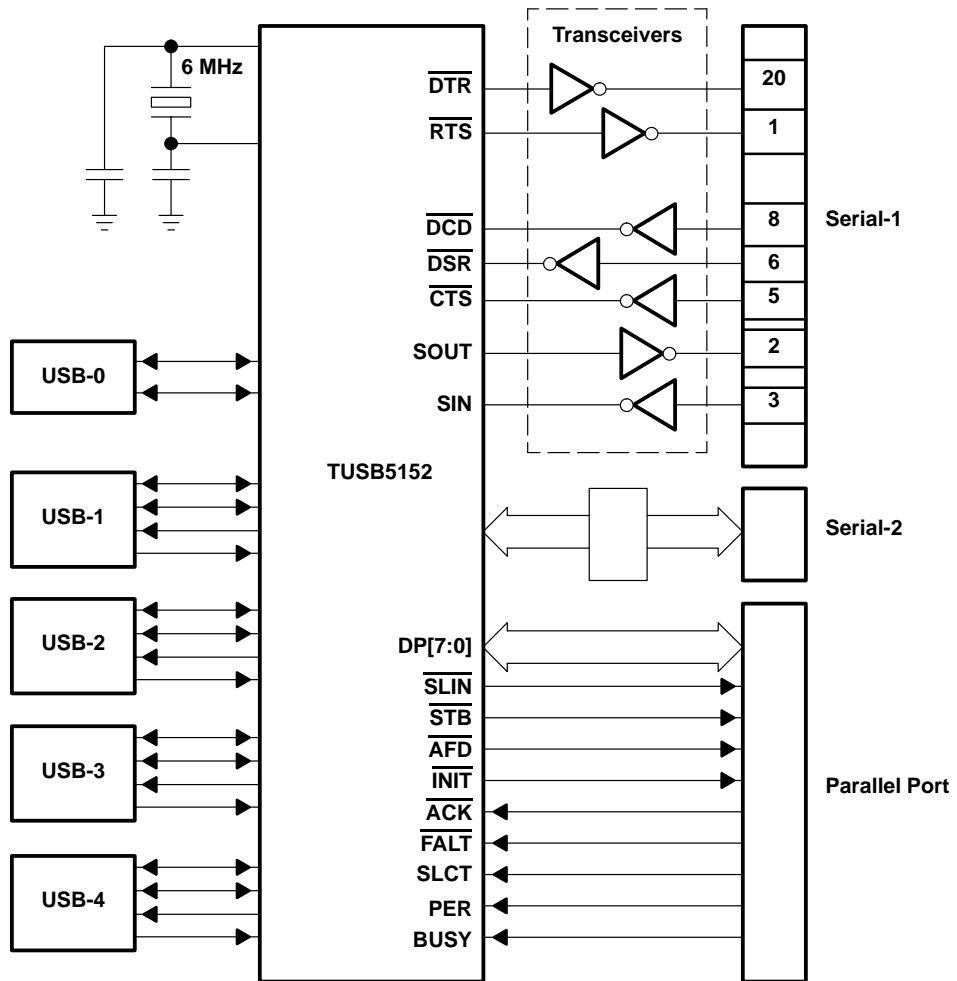 Transceivers
6 MHz
DTR
20
RTS
1
DCD
8
Serial-1
DSR
6
CTS
5
SOUT
2
USB-0
SIN
3
TUSB5152
USB-1
Serial-2
USB-2
DP[7:0]
SLIN
STB
AFD
USB-3
INIT
Parallel Port
ACK
FALT
SLCT
USB-4
PER
BUSY